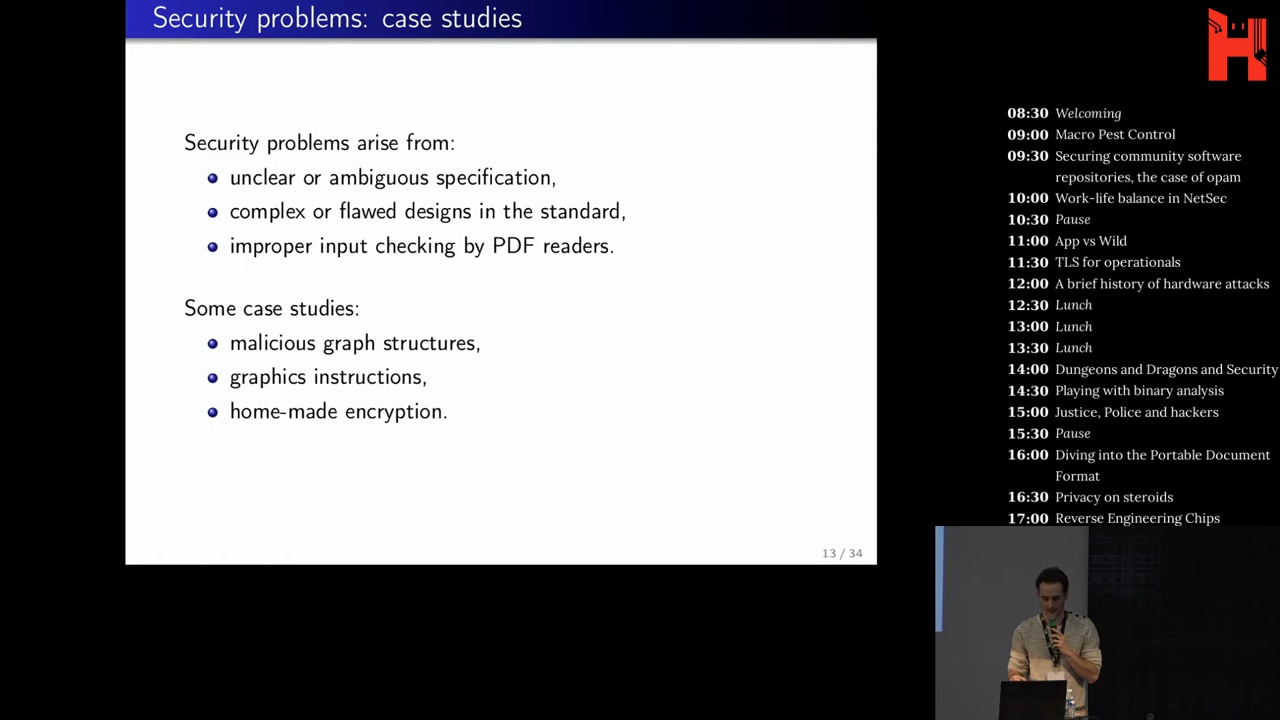 Security problems: case studies
Security problems arise from:
unclear or ambiguous specification,
complex or flawed designs in the standard,
improper input checking by PDF readers.
Some case studies:
malicious graph structures,
graphics instructions,
home-made encryption.
13 / 34
08:30 Welcoming
09:00 Macro Pest Control
09:30 Securing community software
repositories, the case of opam
10:00 Work-life balance in NetSec
10:30 Pause
11:00 App vs Wild
11:30 TLS for operationals
12:00 A brief history of hardware attacks
12:30 Lunch
13:00 Lunch
13:30 Lunch
14:00 Dungeons and Dragons and Security
14:30 Playing with binary analysis
15:00 Justice, Police and hackers
15:30 Pause
16:00 Diving into the Portable Document
Format
16:30 Privacy on steroids
17:00 Reverse Engineering Chips